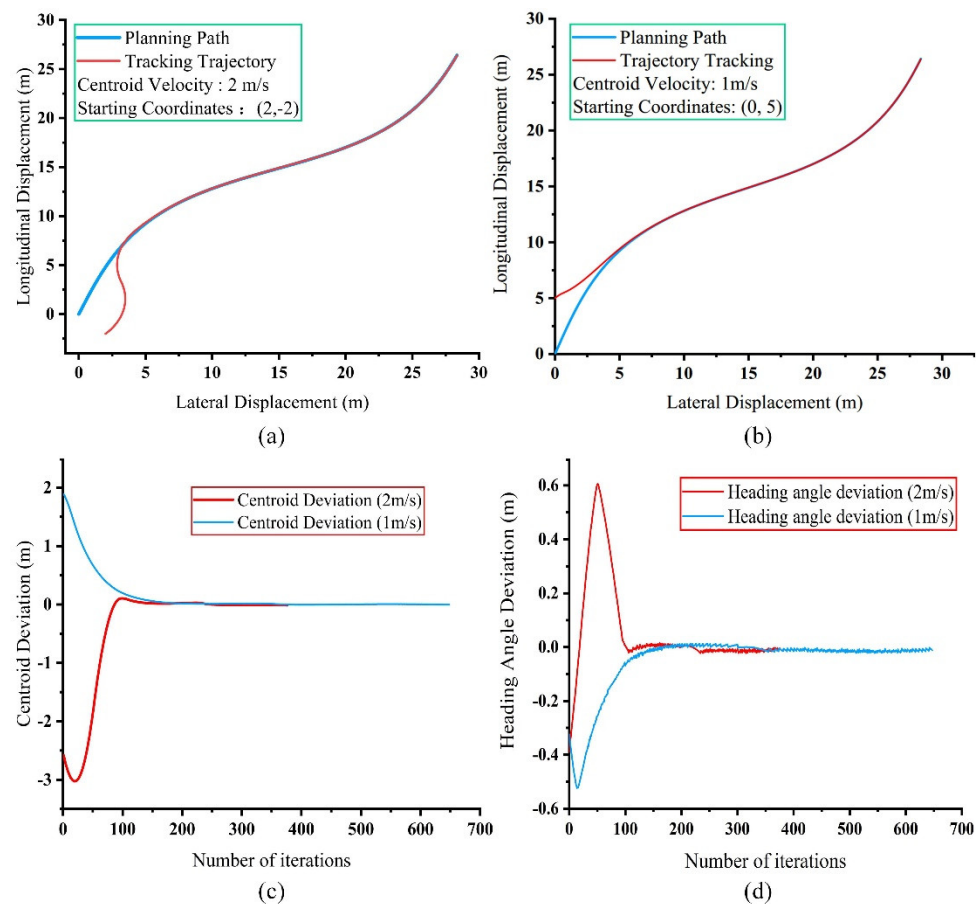 Planning Path
Tracking Trajectory
Centroid Velocity : 2 m/s
Starting Coordinates : (2,-2)
Longitudinal Displacement (m)
30
25
20
15
10
5
0
0
5
10
15
20
25
30
Lateral Displacement (m)
(a)
Planning Path
Trajectory Tracking
Centroid Velocity: 1m/s
Starting Coordinates: (0, 5)
Longitudinal Displacement (m)
30
25
20
15
10
5
0
0
5
10
15
20
25
30
Lateral Displacement (m)
(b)
Centroid Deviation (2m/s)
Centroid Deviation (1m/s)
Centroid Deviation (m)
2
1
0
-1
-2
-3
0
100
200
300
400
500
600
700
Number of iterations
(c)
Heading angle deviation (2m/s)
Heading angle deviation (1m/s)
Heading Angle Deviation (m)
0.6
0.4
0.2
0.0
-0.2
-0.4
-0.6
0
100
200
300
400
500
600
700
Number of iterations
(d)